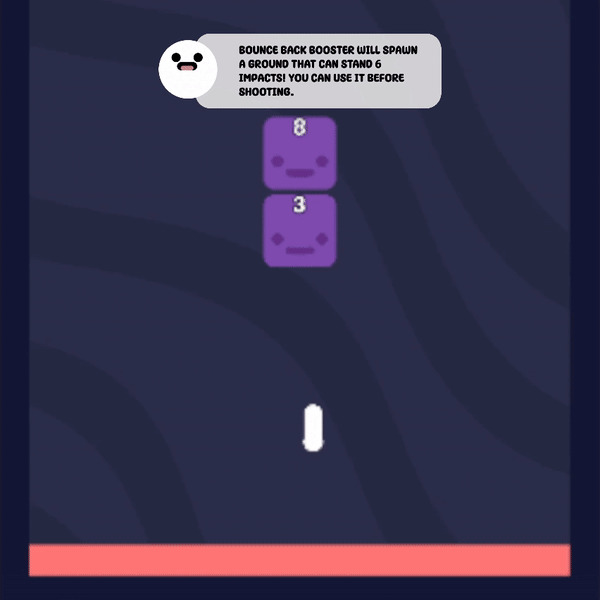 BOUNCE BACK BOOSTER WILL SPAWN
A GROUND THAT CAN STAND 6
IMPACTS! YOU CAN USE IT BEFORE
SHOOTING.
8
3